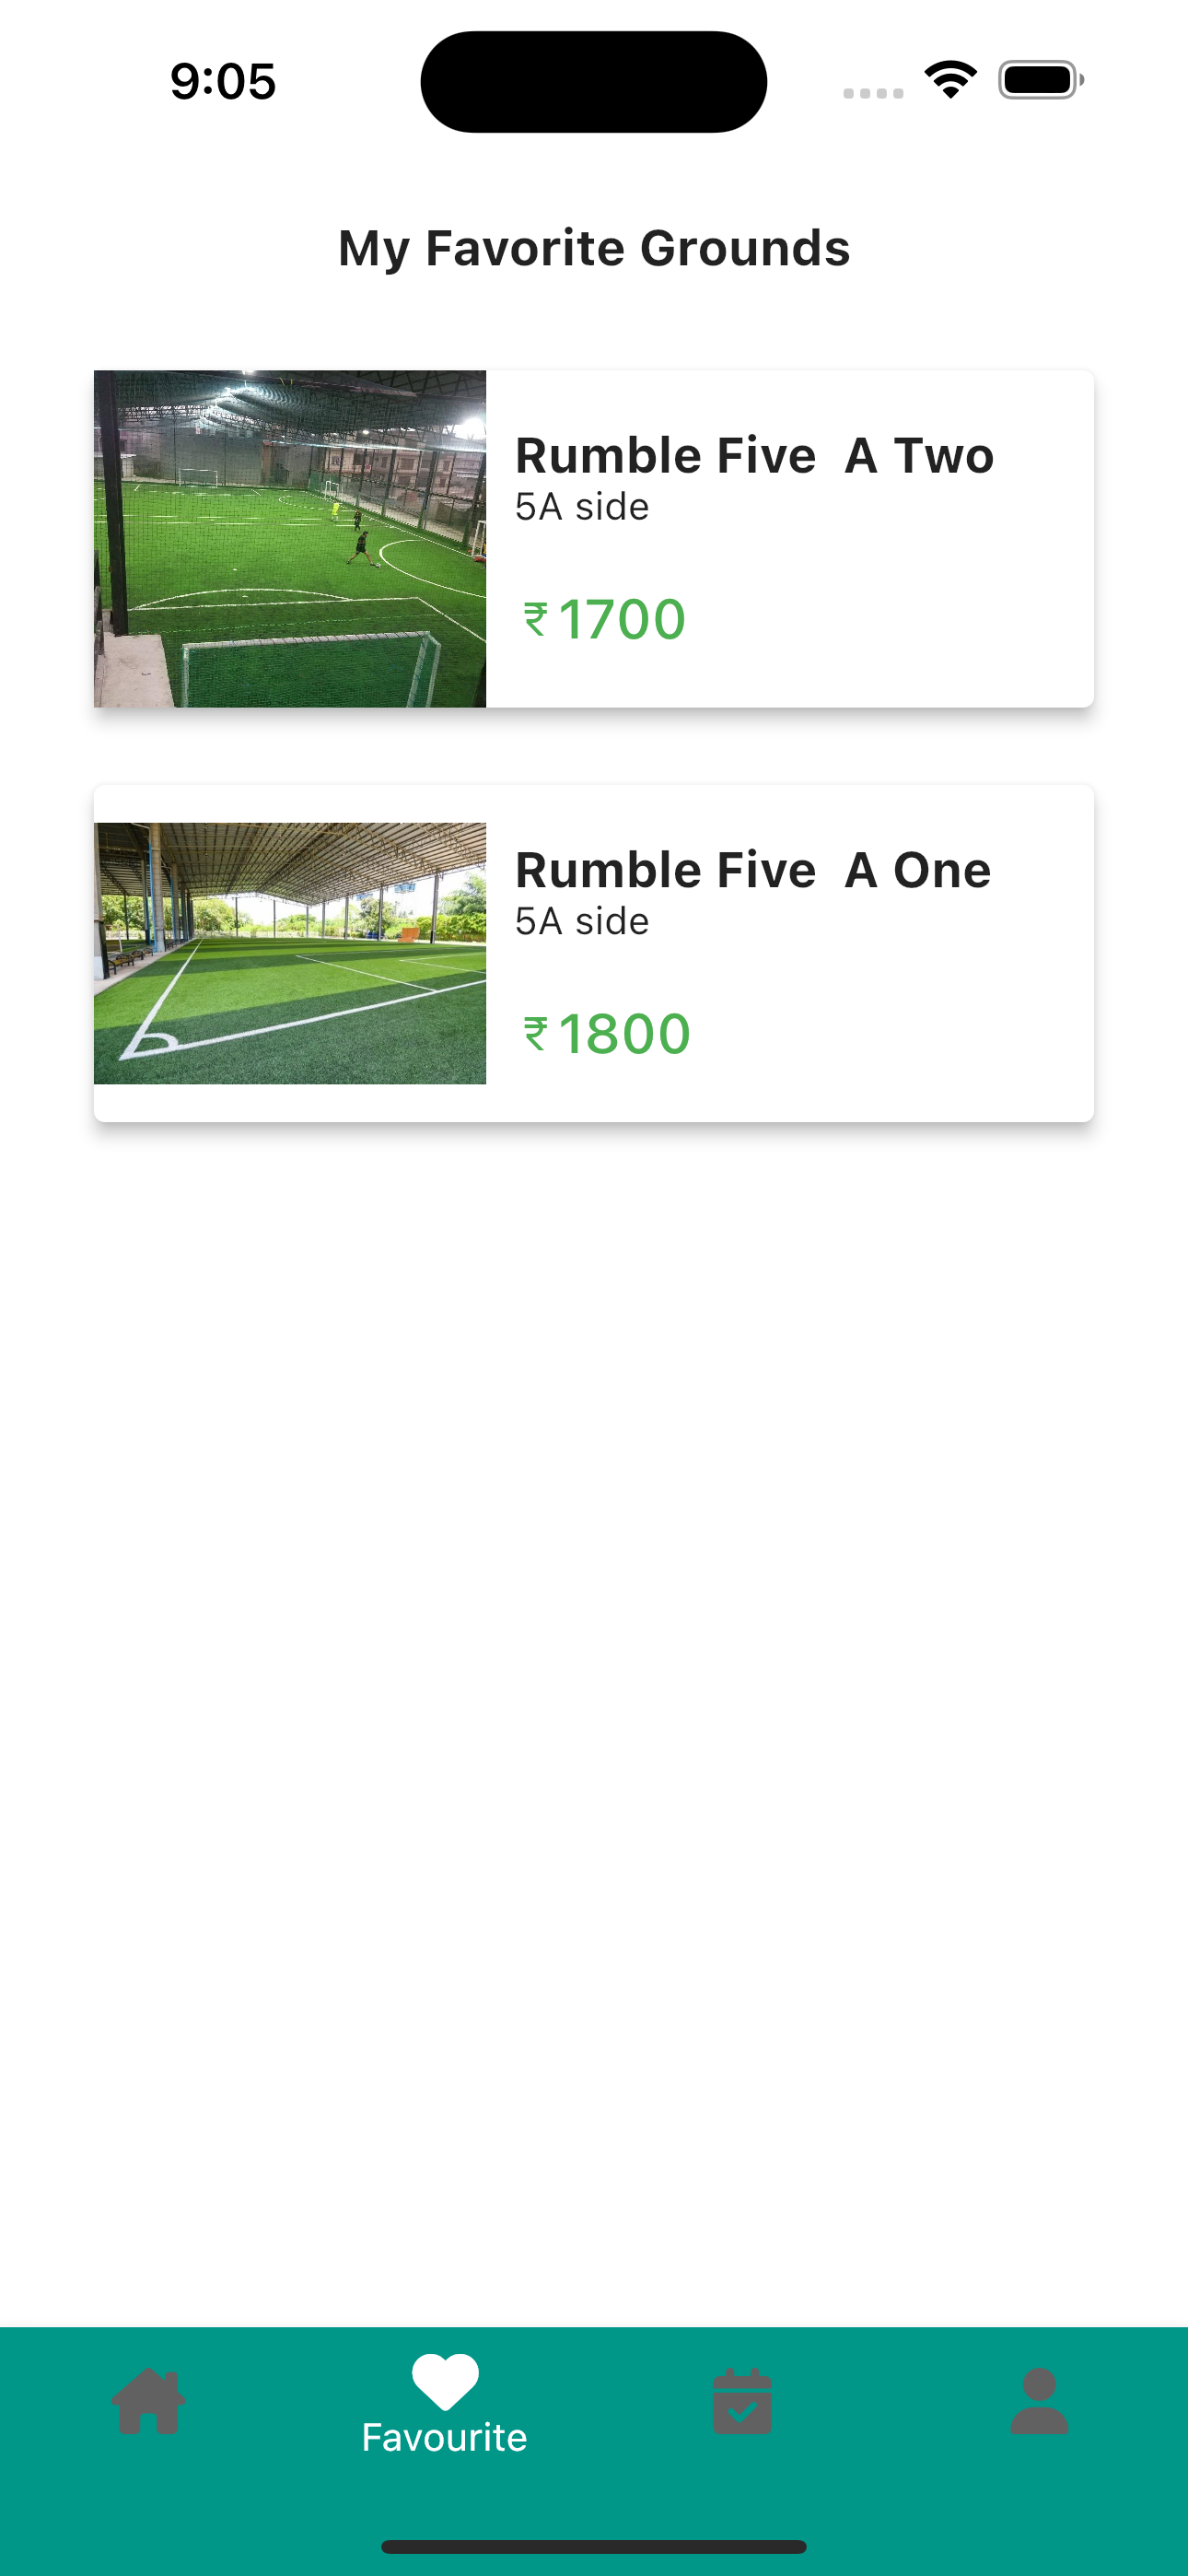 9:05
My Favorite Grounds
Rumble Five  A Two
5A side
₹1700
Rumble Five  A One
5A side
₹1800
Favourite